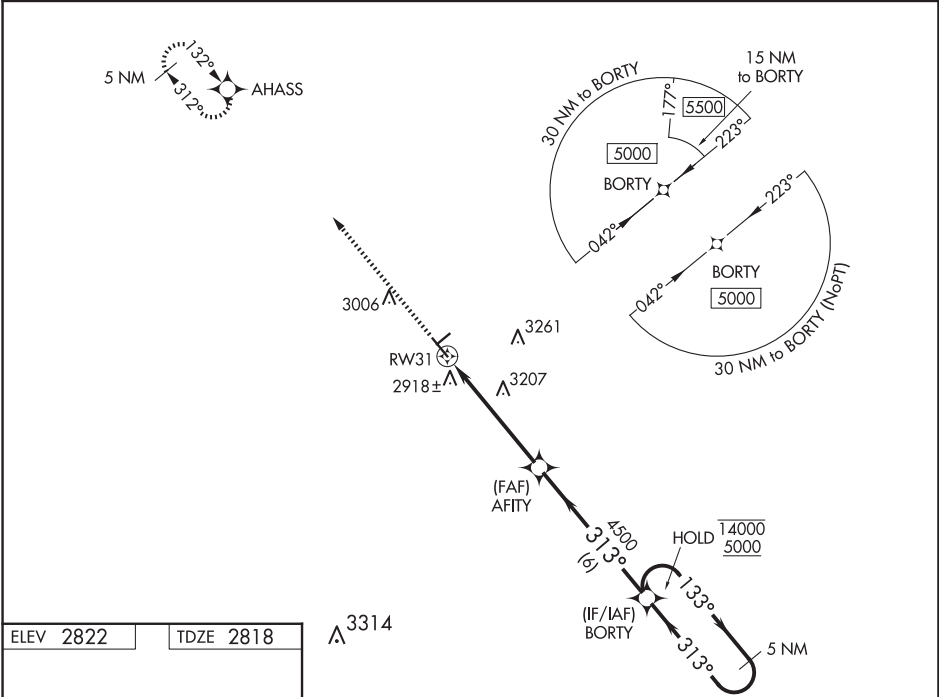 132°
5 NM
312°
AHASS
15 NM
to BORTY
30 NM to BORTY
177°
5500
223°
5000
BORTY
042°
223°
BORTY
042°
5000
30 NM to BORTY (NoPT)
3006
3261
RW31
2918±
3207
(FAF)
AFITY
4500
313°
(6)
HOLD
14000
5000
133°
(IF/IAF)
BORTY
313°
5 NM
3314
ELEV 2822
TDZE 2818